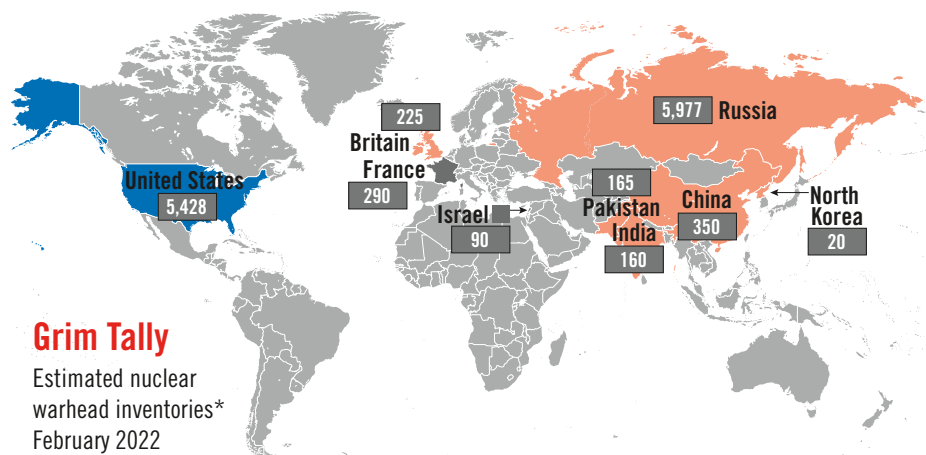 225
Britain
France
290
5,977 Russia
United States
5,428
Israel
90
165
Pakistan
India
160
China
350
North
Korea
20
Grim Tally
Estimated nuclear
warhead inventories*
February 2022